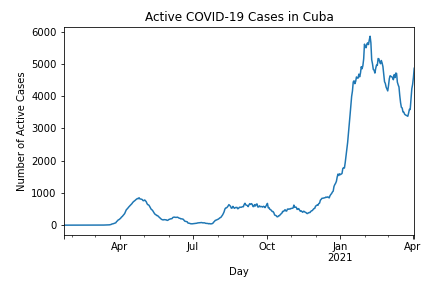 Active COVID-19 Cases in Cuba
6000
5000
4000
3000
2000
1000
0
Number of Active Cases
Apr
Jul
Oct
Jan
2021
Apr
Day